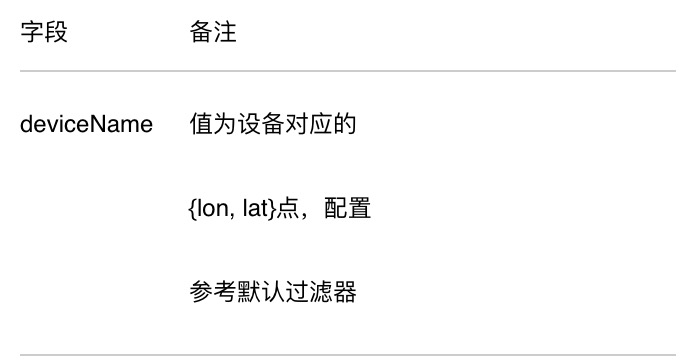 字段 备注
deviceName 值为设备对应的
{lon, lat}点，配置
参考默认过滤器